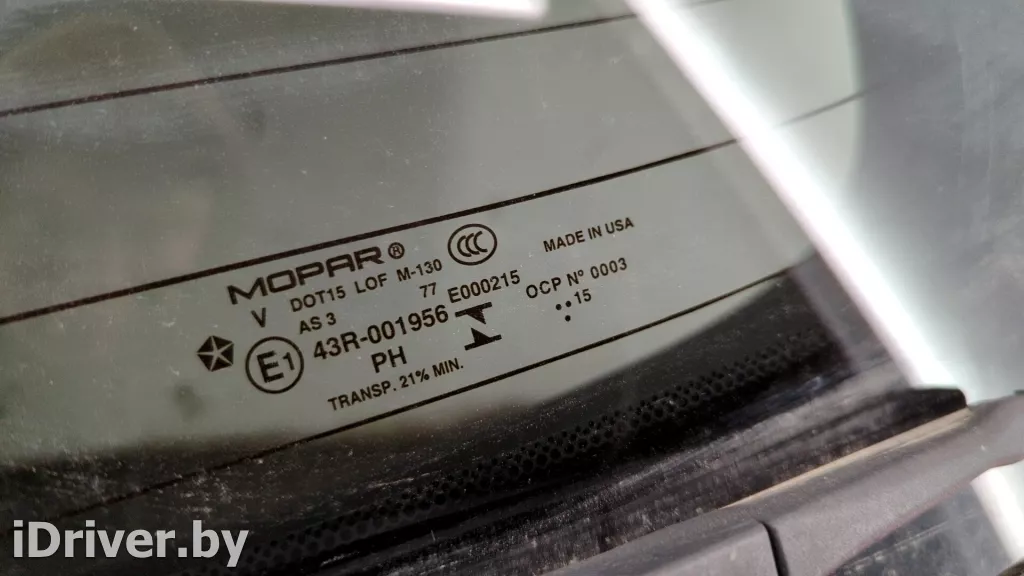 MOPAR®
V DOT15 LOF M-130 CCC MADE IN USA
AS 3 77 E000215 OCP Nº 0003
E1 43R-001956 15
PH
TRANSP. 21% MIN.
iDriver.by